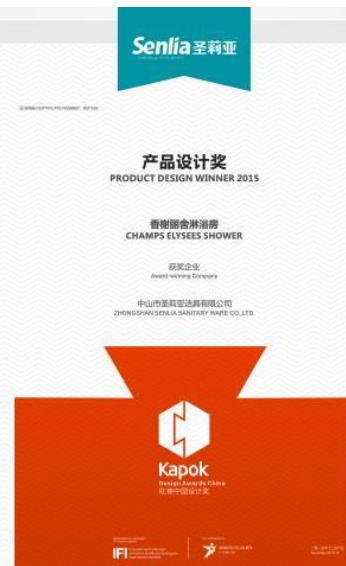 Senlia圣莉亚
产品设计奖
PRODUCT DESIGN WINNER 2015
香榭丽舍淋浴房
CHAMPS ELYSEES SHOWER
获奖企业
Award-winning Company
中山市圣莉亚洁具有限公司
ZHONGSHAN SENLIA SANITARY WARE CO.,LTD.
Kapok
Design Awards China
红棉中国设计奖
IFI